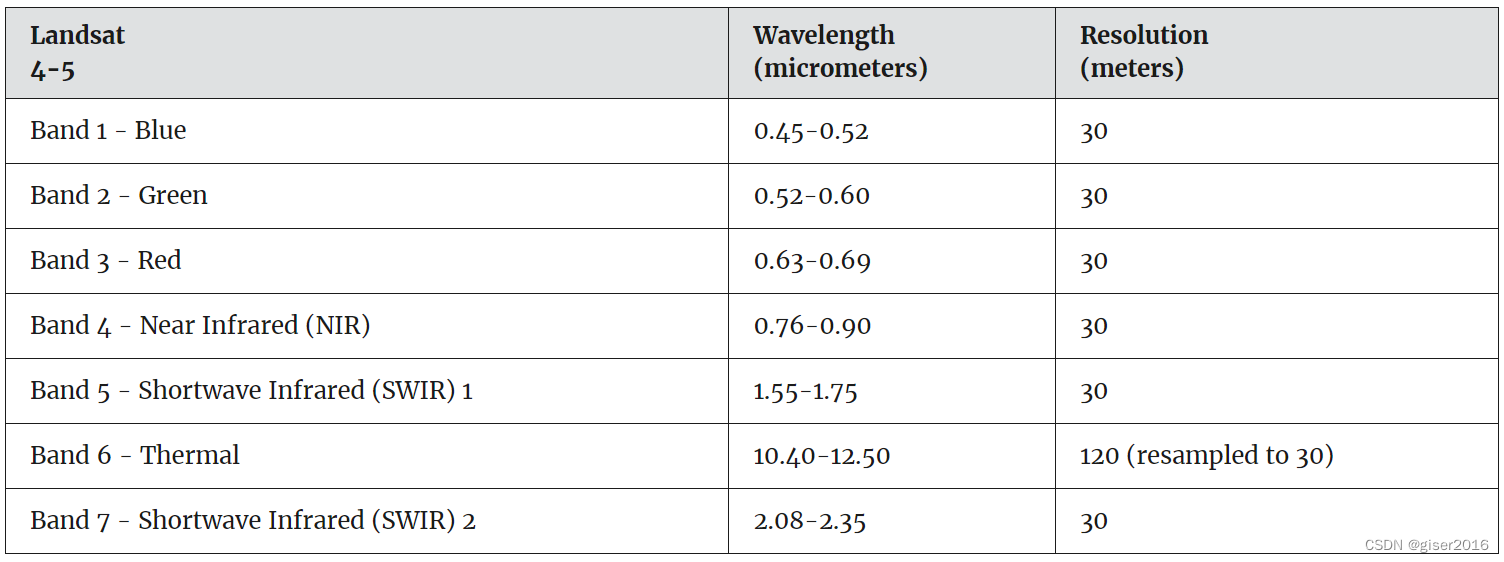 Landsat
4-5
Wavelength
(micrometers)
Resolution
(meters)
Band 1 - Blue
0.45-0.52
30
Band 2 - Green
0.52-0.60
30
Band 3 - Red
0.63-0.69
30
Band 4 - Near Infrared (NIR)
0.76-0.90
30
Band 5 - Shortwave Infrared (SWIR) 1
1.55-1.75
30
Band 6 - Thermal
10.40-12.50
120 (resampled to 30)
Band 7 - Shortwave Infrared (SWIR) 2
2.08-2.35
30
CSDN @giser2016